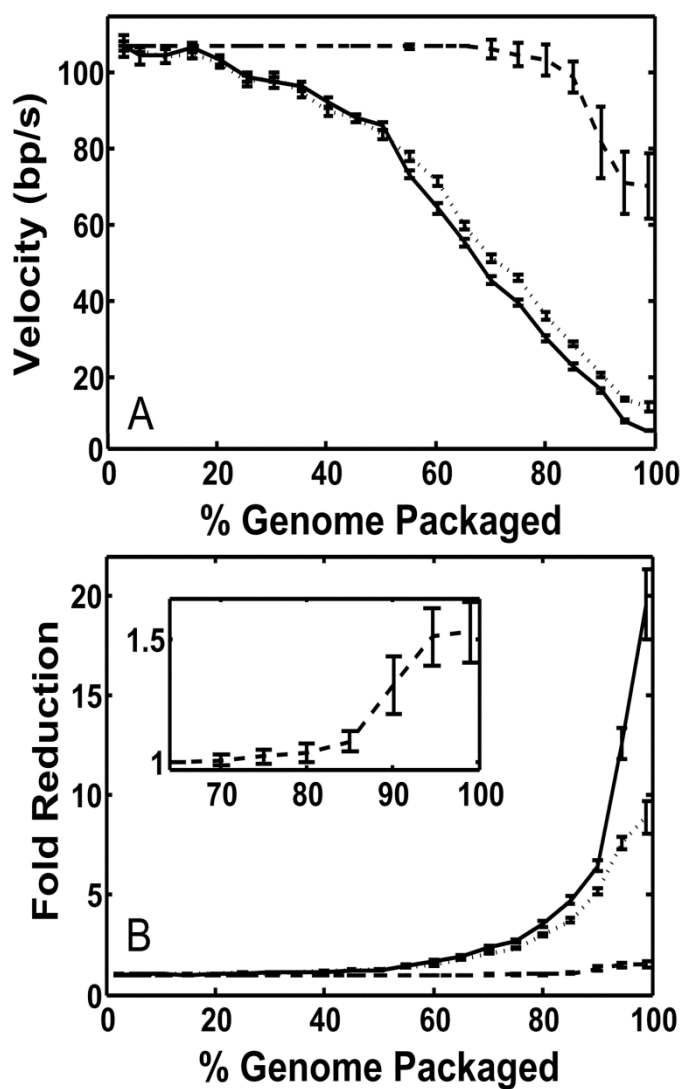 Velocity (bp/s)
100
80
60
40
20
0
A
0 20 40 60 80 100
% Genome Packaged
Fold Reduction
20
15
10
5
0
B
1.5
1
70 80 90 100
0 20 40 60 80 100
% Genome Packaged